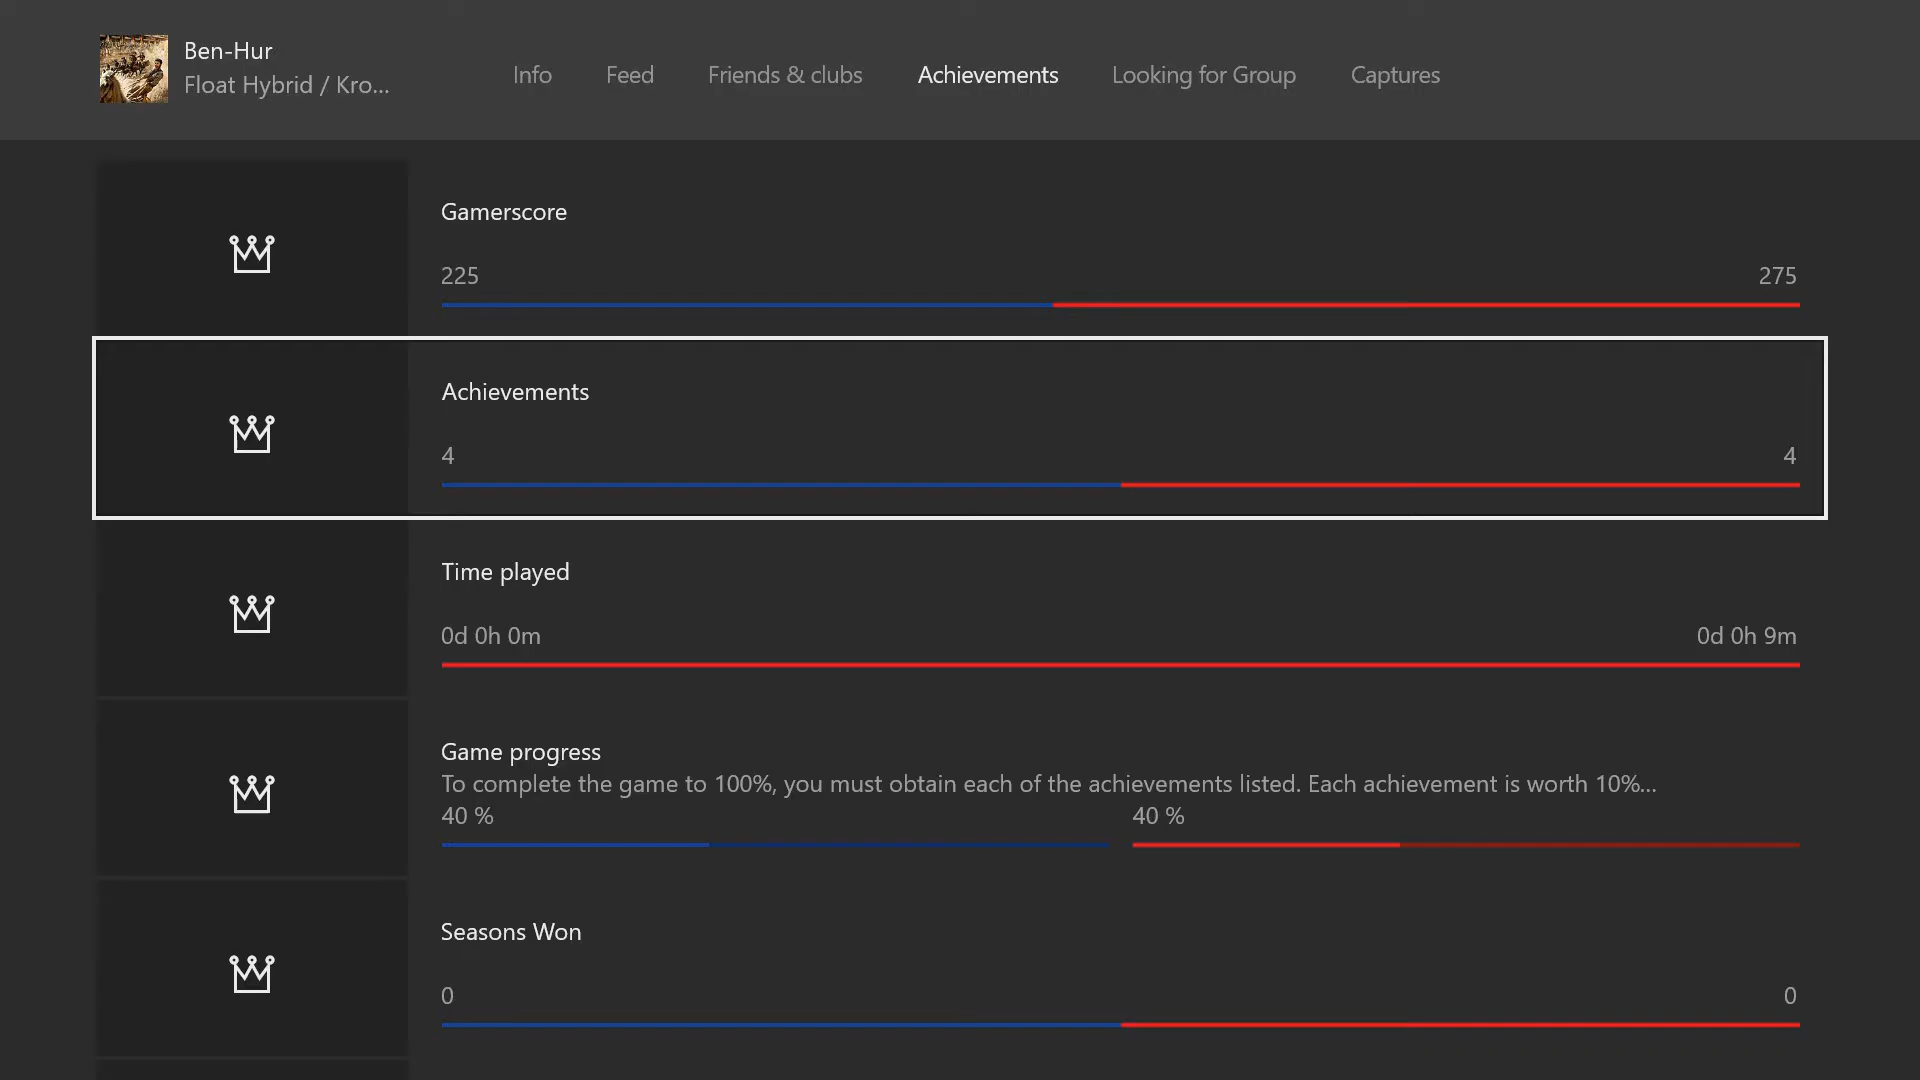 Ben-Hur
Float Hybrid / Kro...
Info
Feed
Friends & clubs
Achievements
Looking for Group
Captures
Gamerscore
225
275
Achievements
4
4
Time played
0d 0h 0m
0d 0h 9m
Game progress
To complete the game to 100%, you must obtain each of the achievements listed. Each achievement is worth 10%...
40 %
40 %
Seasons Won
0
0